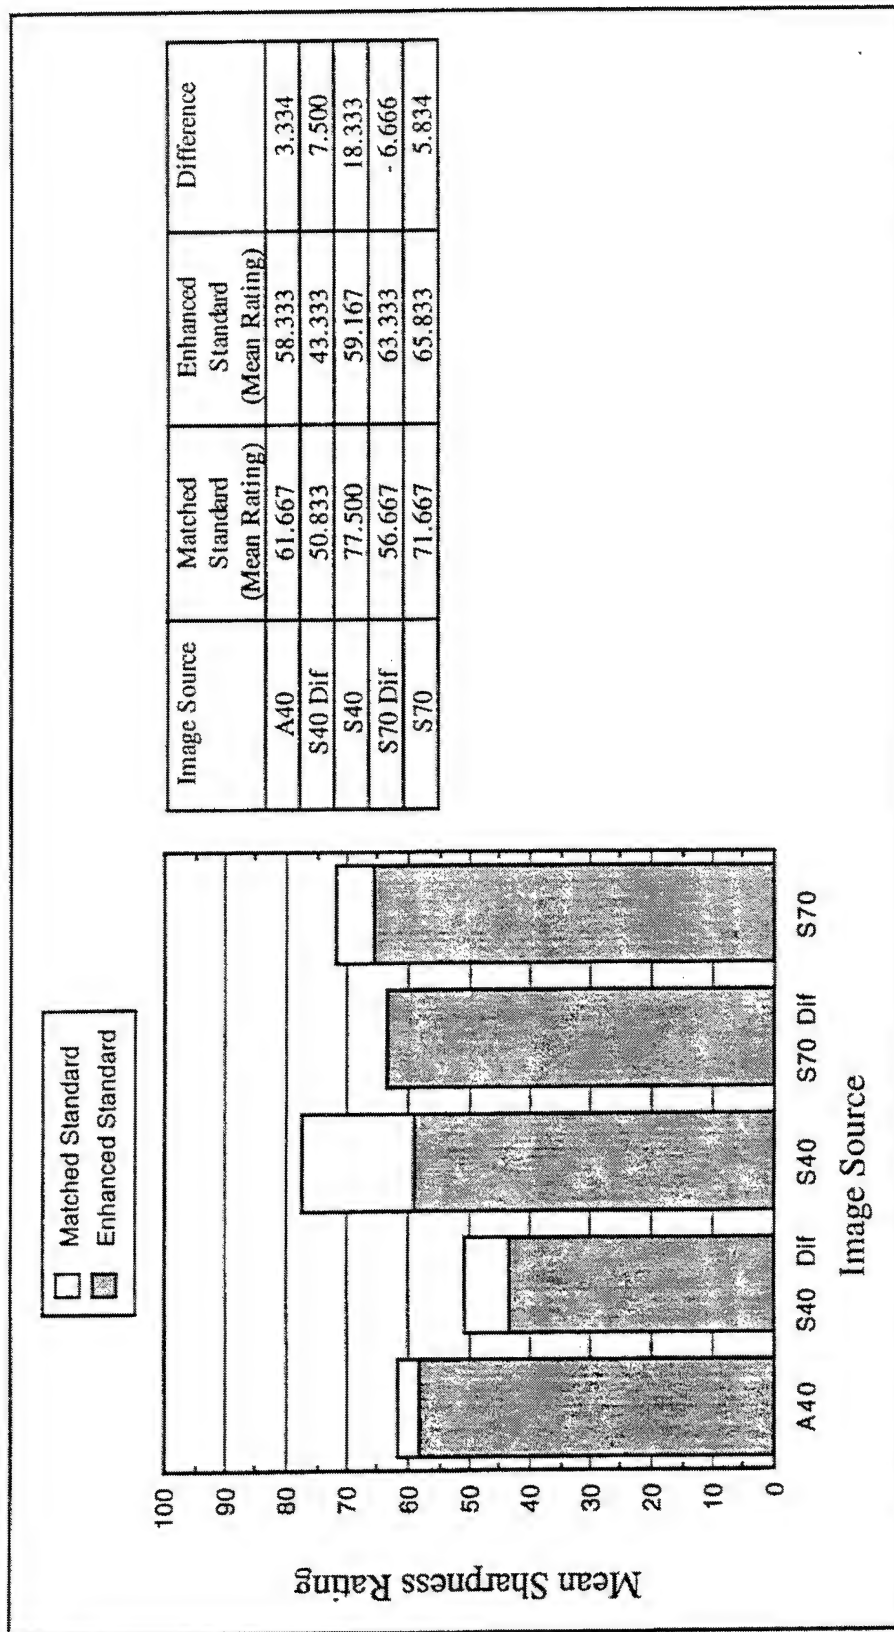 Matched Standard
Enhanced Standard
Mean Sharpness Rating
100
90
80
70
60
50
40
30
20
10
0
A40 S40 Dif S40 S70 Dif S70
Image Source
Image Source Matched Enhanced Difference
Standard Standard
(Mean Rating) (Mean Rating)
A40 61.667 58.333 3.334
S40 Dif 50.833 43.333 7.500
S40 77.500 59.167 18.333
S70 Dif 56.667 63.333 - 6.666
S70 71.667 65.833 5.834